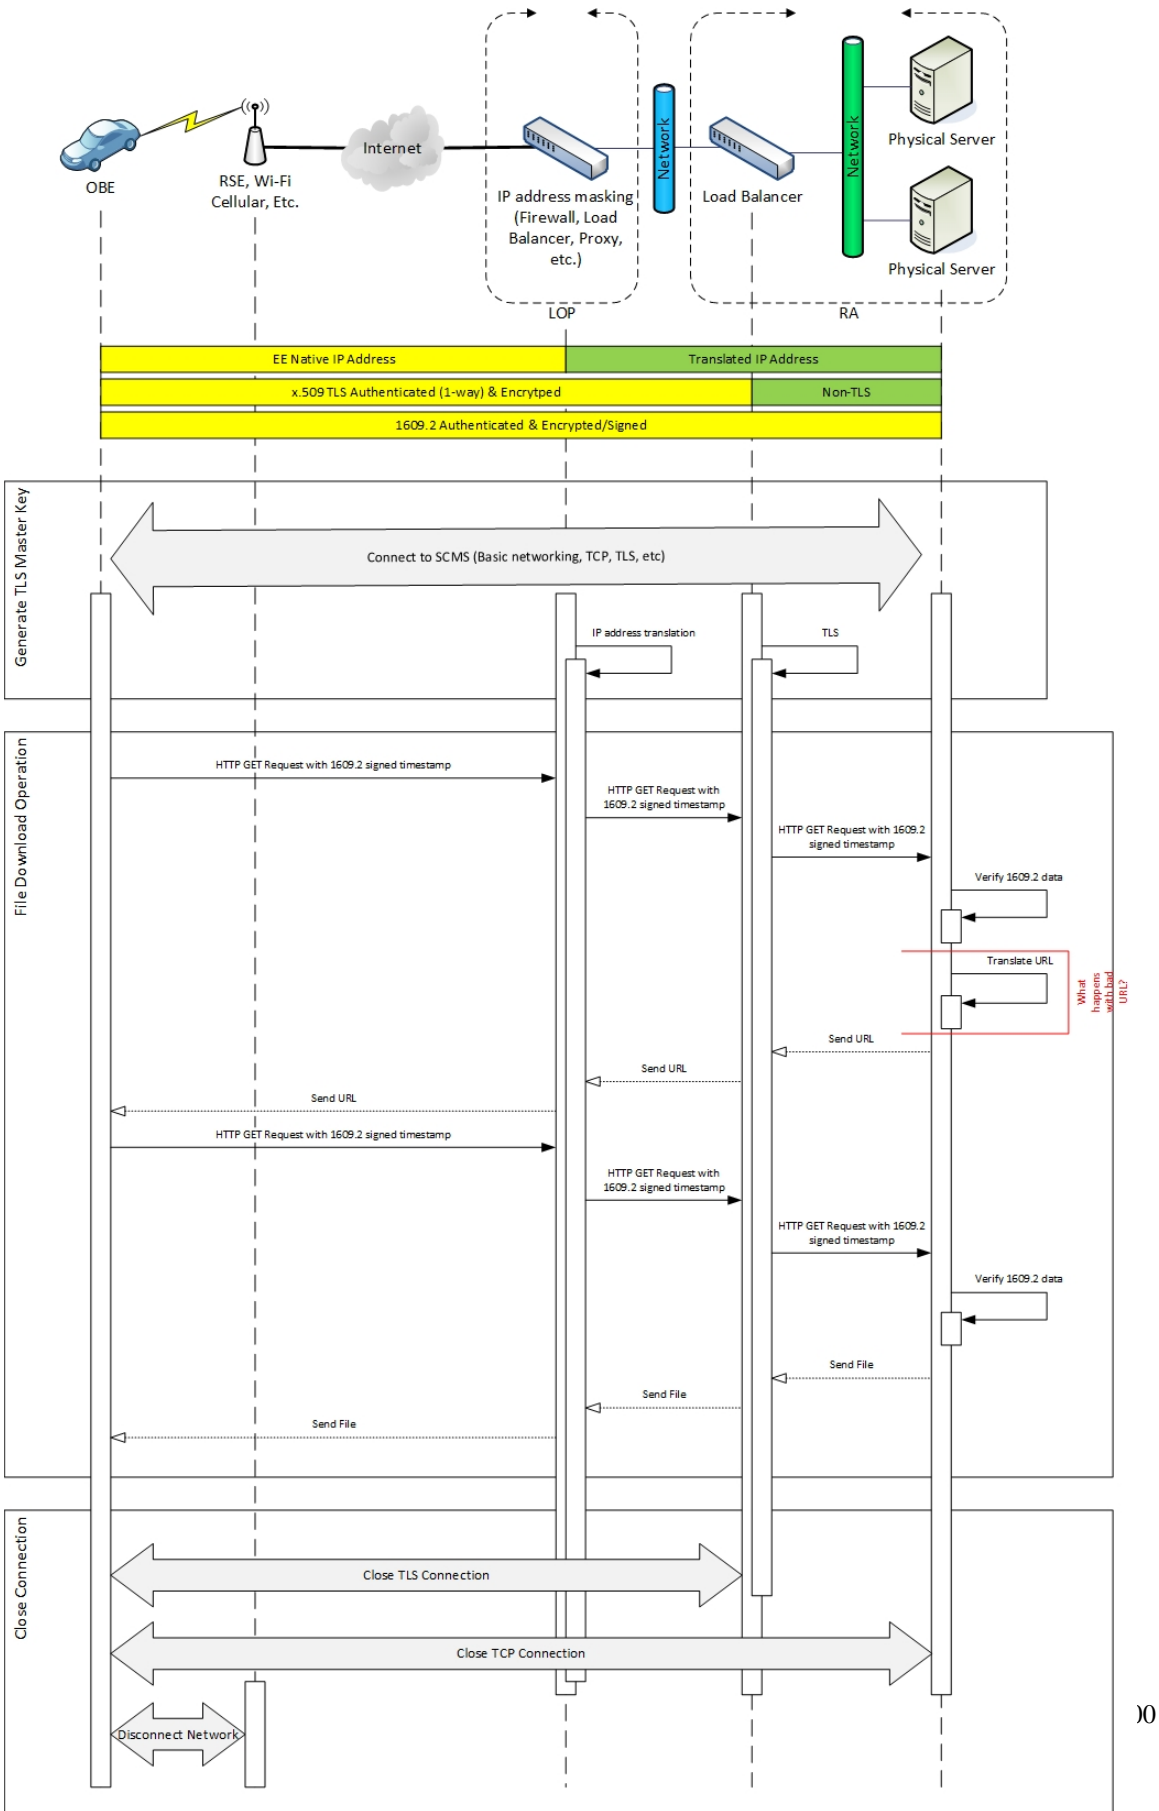 OBE
RSE, Wi-Fi
Cellular, Etc.
Internet
IP address masking
(Firewall, Load
Balancer, Proxy,
etc.)
Network
Load Balancer
Network
Physical Server
Physical Server
LOP
RA
EE Native IP Address
Translated IP Address
x.509 TLS Authenticated (1-way) & Encrytped
Non-TLS
1609.2 Authenticated & Encrypted/Signed
Generate TLS Master Key
Connect to SCMS (Basic networking, TCP, TLS, etc)
IP address translation
TLS
File Download Operation
HTTP GET Request with 1609.2 signed timestamp
HTTP GET Request with
1609.2 signed timestamp
HTTP GET Request with 1609.2
signed timestamp
Verify 1609.2 data
Translate URL
What
happens
with bad
URL?
Send URL
Send URL
Send URL
HTTP GET Request with 1609.2 signed timestamp
HTTP GET Request with
1609.2 signed timestamp
HTTP GET Request with 1609.2
signed timestamp
Verify 1609.2 data
Send File
Send File
Send File
Close Connection
Close TLS Connection
Close TCP Connection
Disconnect Network